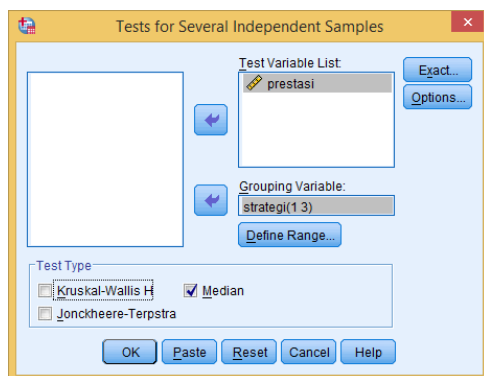 Tests for Several Independent Samples
Test Variable List:
prestasi
Exact...
Options...
Grouping Variable:
strategi(1 3)
Define Range...
Test Type
Kruskal-Wallis H
Median
Jonckheere-Terpstra
OK
Paste
Reset
Cancel
Help